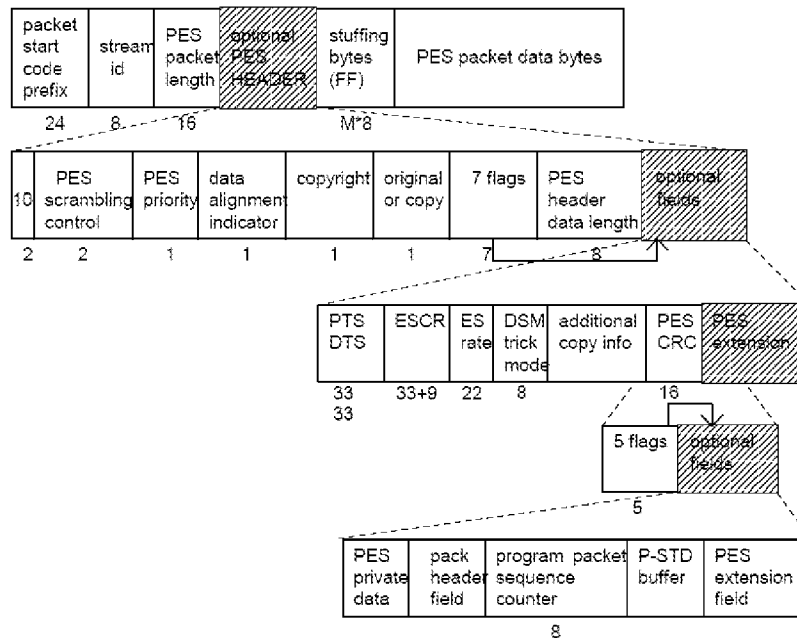 packet start code prefix
stream id
PES packet length
optional PES HEADER
stuffing bytes (FF)
PES packet data bytes
24
8
16
M*8
10
PES scrambling control
PES priority
data alignment indicator
copyright
original or copy
7 flags
PES header data length
optional fields
2
2
1
1
1
1
7
8
PTS DTS
ESCR
ES rate
DSM trick mode
additional copy info
PES CRC
PES extension
33
33
33+9
22
8
16
5 flags
optional fields
5
PES private data
pack header field
program packet sequence counter
P-STD buffer
PES extension field
8